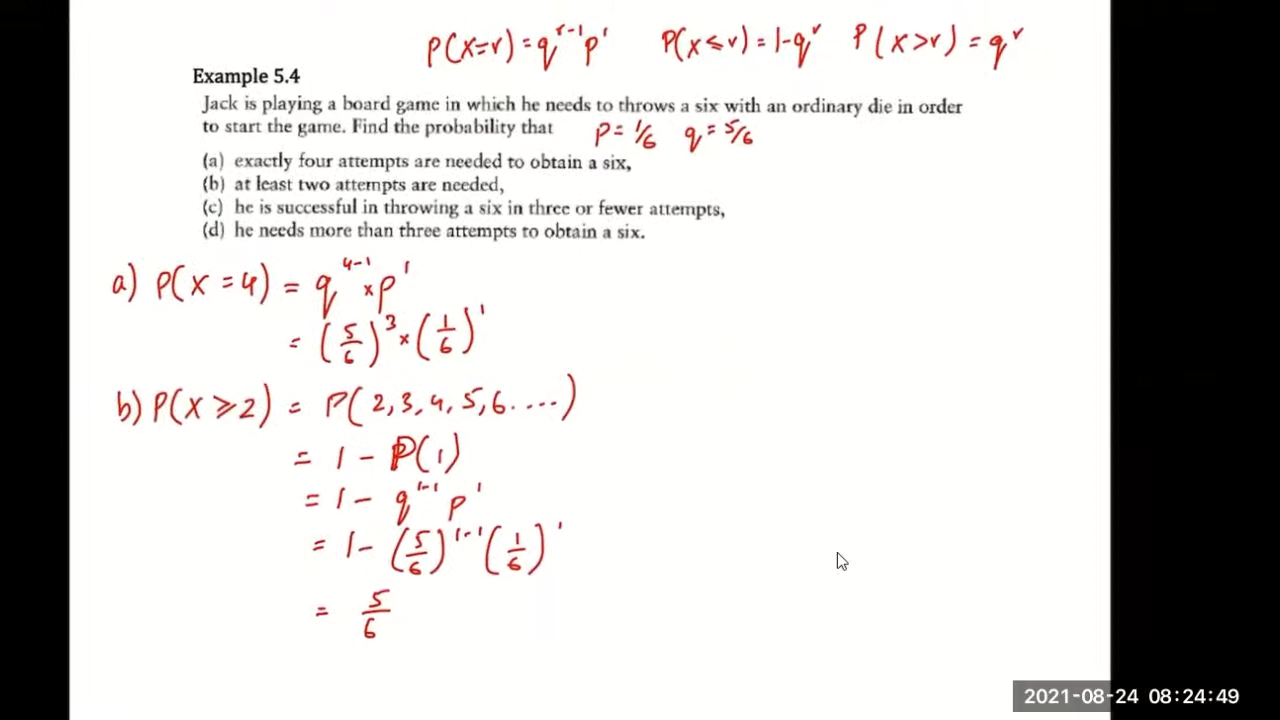 P(X=r) = q^{r-1} p^1 P(X≤r) = 1-q^r P(X>r) = q^r
Example 5.4
Jack is playing a board game in which he needs to throws a six with an ordinary die in order
to start the game. Find the probability that p = 1/6 q = 5/6
(a) exactly four attempts are needed to obtain a six,
(b) at least two attempts are needed,
(c) he is successful in throwing a six in three or fewer attempts,
(d) he needs more than three attempts to obtain a six.
a) P(X = 4) = q^{4-1} × p^1
= (5/6)^3 × (1/6)^1
b) P(X ≥ 2) = P(2, 3, 4, 5, 6 ....)
= 1 - P(1)
= 1 - q^{1-1} p^1
= 1 - (5/6)^{1-1} (1/6)^1
= 5/6
2021-08-24 08:24:49